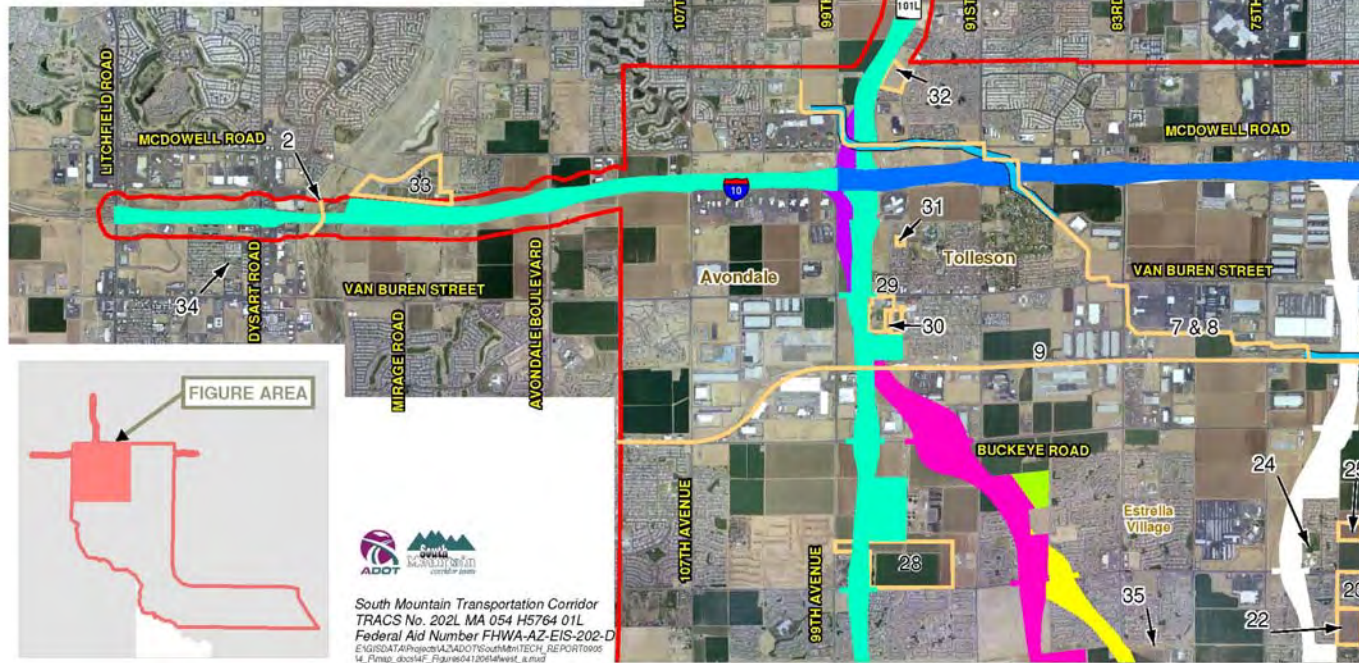 107TH
99TH
101L
91ST
83RD
75TH
LITCHFIELD ROAD
MCDOWELL ROAD
2
33
32
MCDOWELL ROAD
10
31
34
DYSART ROAD
VAN BUREN STREET
MIRAGE ROAD
AVONDALE BOULEVARD
Avondale
Tolleson
VAN BUREN STREET
29
30
7 & 8
9
FIGURE AREA
BUCKEYE ROAD
24
25
Estrella
Village
107TH AVENUE
99TH AVENUE
28
35
23
22
ADOT
South
Mountain
South Mountain Transportation Corridor
TRACS No. 202L MA 054 H5764 01L
Federal Aid Number FHWA-AZ-EIS-202-D